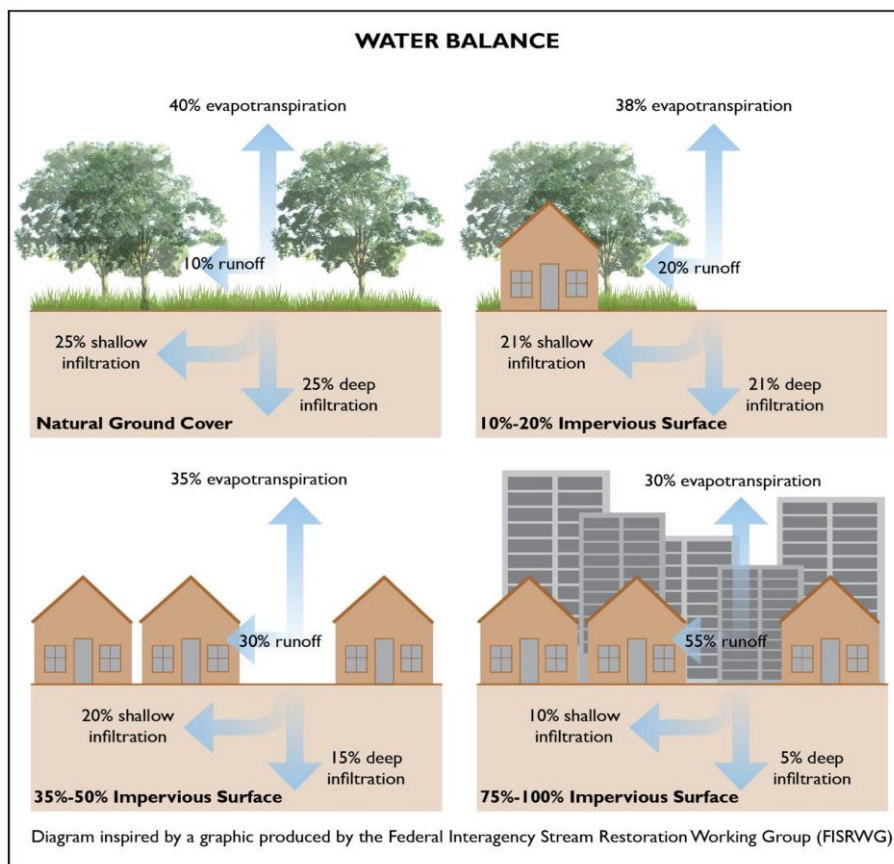 WATER BALANCE
40% evapotranspiration
10% runoff
25% shallow
infiltration
25% deep
infiltration
Natural Ground Cover
38% evapotranspiration
20% runoff
21% shallow
infiltration
21% deep
infiltration
10%-20% Impervious Surface
35% evapotranspiration
30% runoff
20% shallow
infiltration
15% deep
infiltration
35%-50% Impervious Surface
30% evapotranspiration
55% runoff
10% shallow
infiltration
5% deep
infiltration
75%-100% Impervious Surface
Diagram inspired by a graphic produced by the Federal Interagency Stream Restoration Working Group (FISRWG)